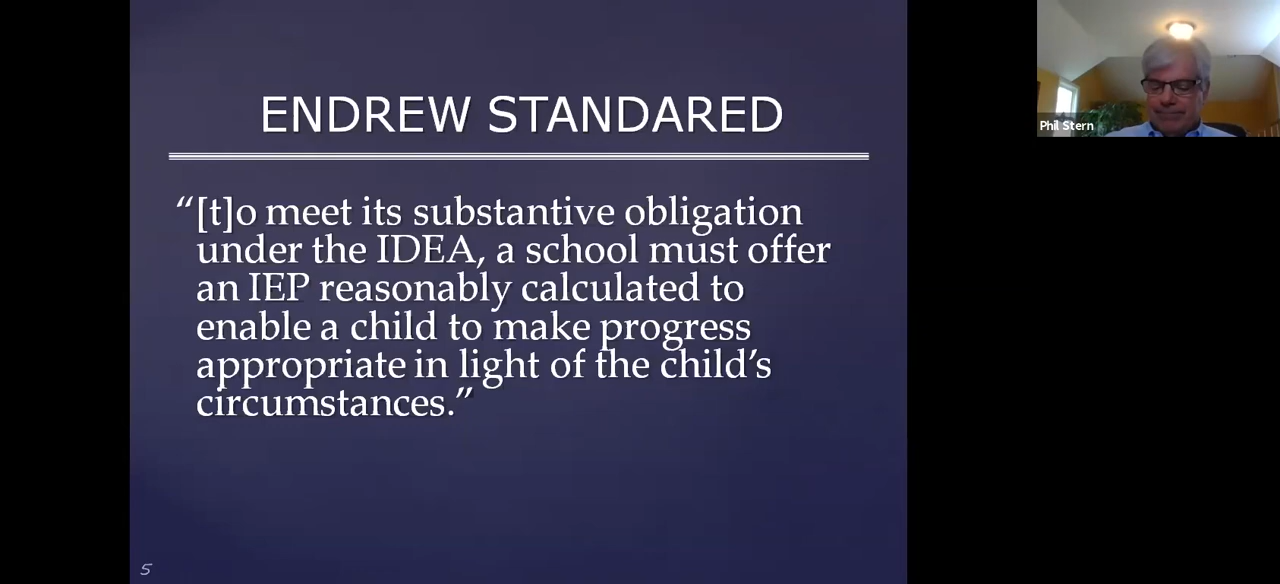 ENDREW STANDARED
“[t]o meet its substantive obligation
under the IDEA, a school must offer
an IEP reasonably calculated to
enable a child to make progress
appropriate in light of the child’s
circumstances.”
5
Phil Stern